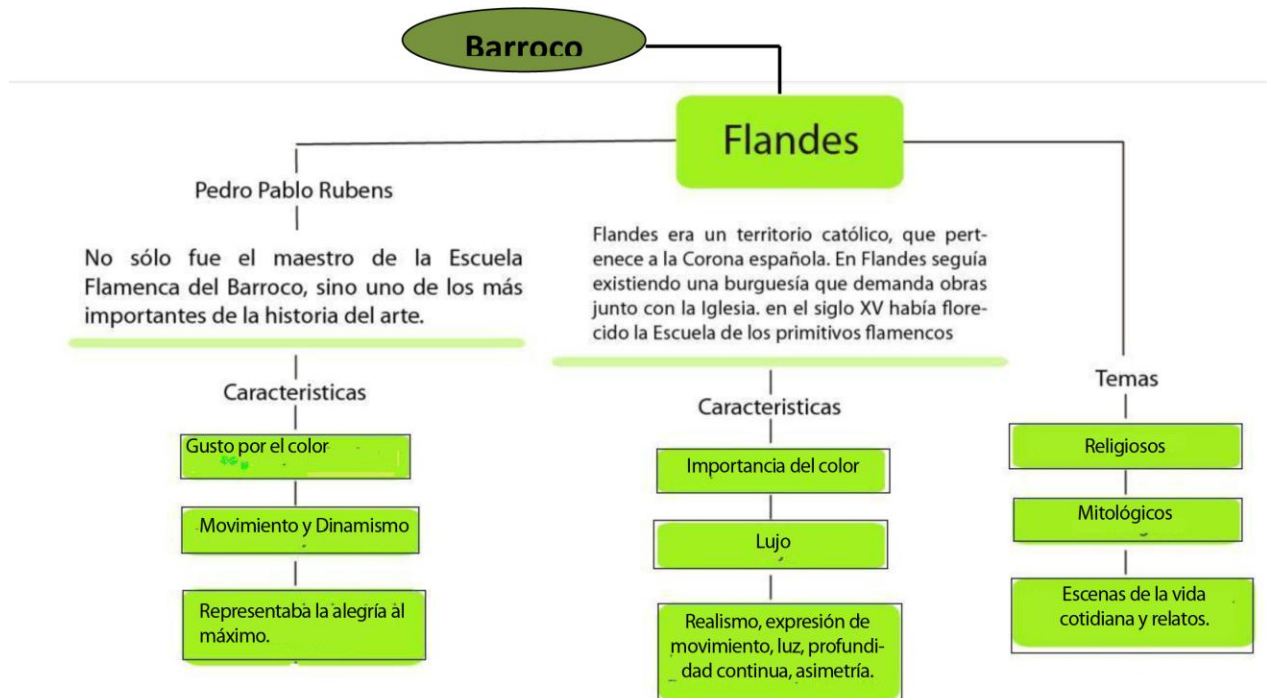 Barroco
Flandes
Pedro Pablo Rubens
No sólo fue el maestro de la Escuela
Flamenca del Barroco, sino uno de los más
importantes de la historia del arte.
Caracteristicas
Gusto por el color
Movimiento y Dinamismo
Representaba la alegría al
máximo.
Flandes era un territorio católico, que pert-
enece a la Corona española. En Flandes seguía
existiendo una burguesía que demanda obras
junto con la Iglesia. en el siglo XV había flore-
cido la Escuela de los primitivos flamencos
Caracteristicas
Importancia del color
Lujo
Realismo, expresión de
movimiento, luz, profundi-
dad continua, asimetría.
Temas
Religiosos
Mitológicos
Escenas de la vida
cotidiana y relatos.